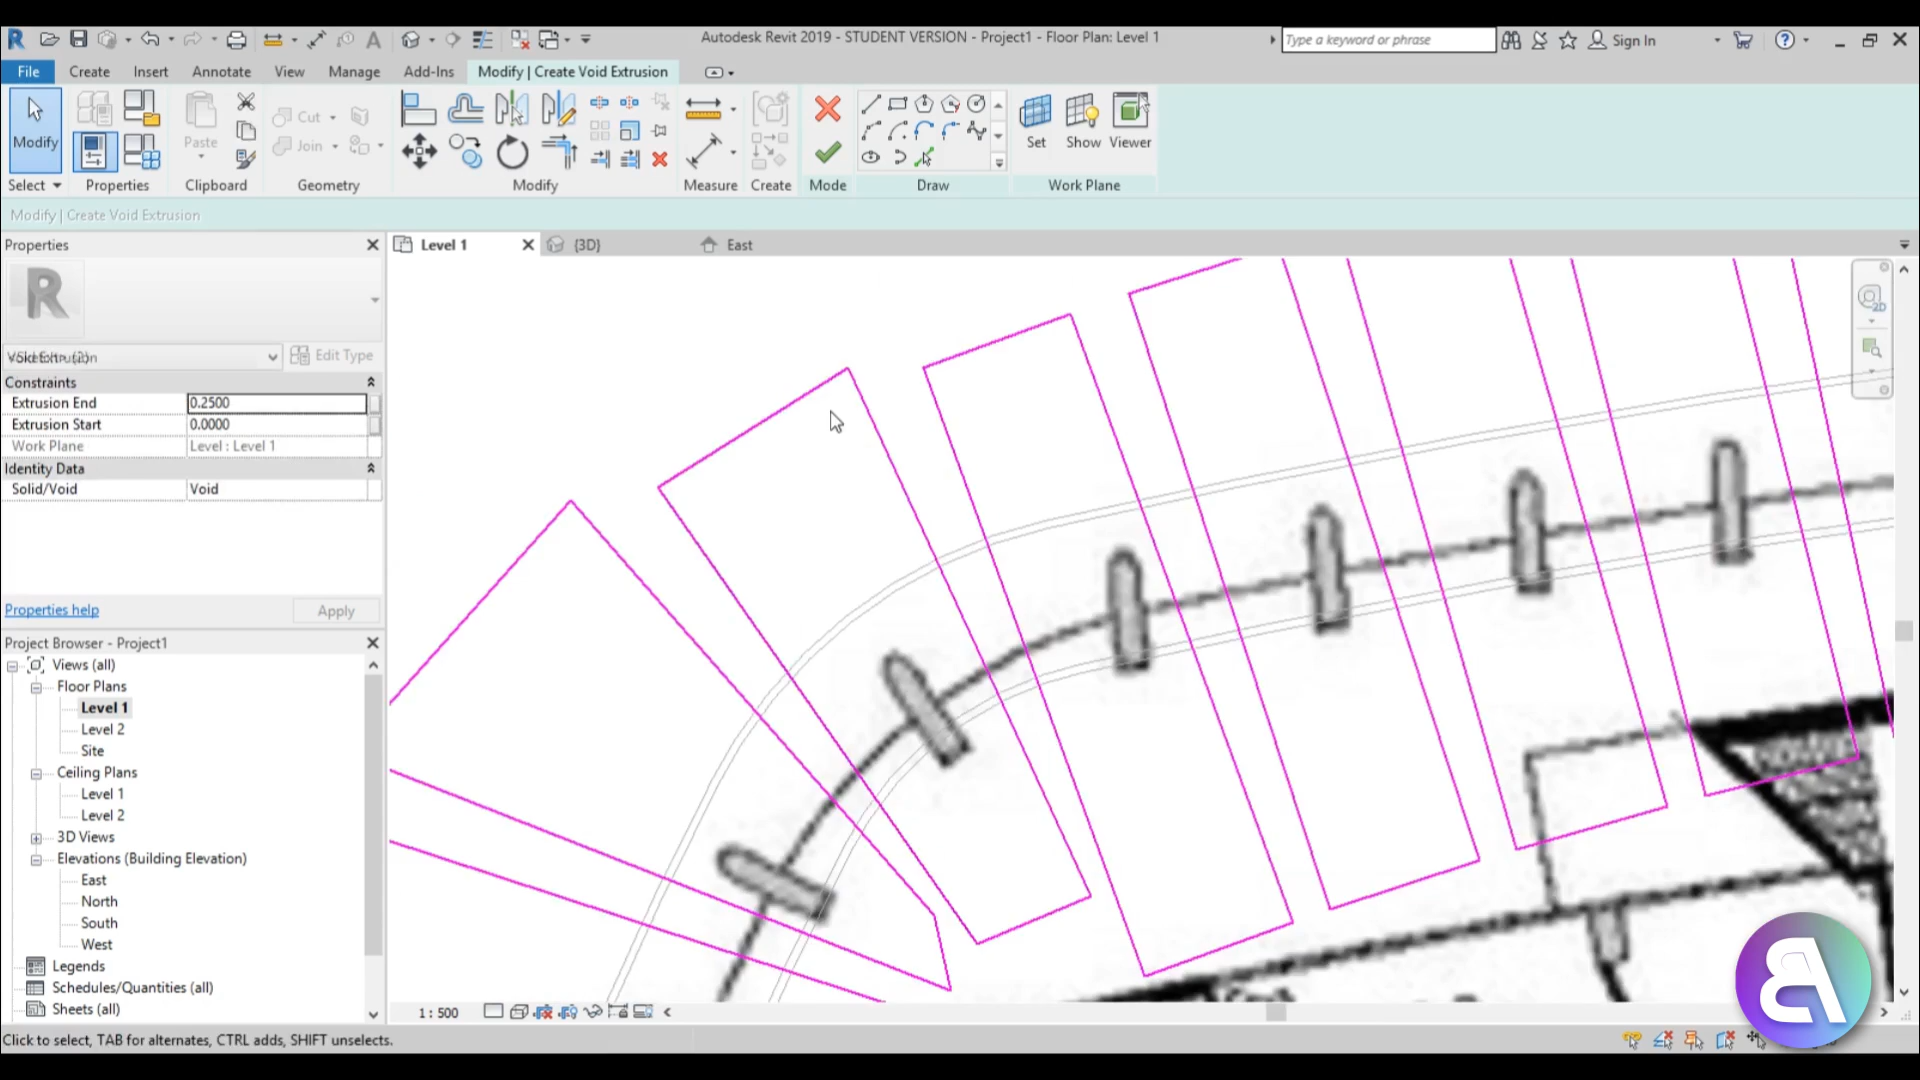 Autodesk Revit 2019 - STUDENT VERSION - Project1 - Floor Plan: Level 1
Type a keyword or phrase
Sign In
File
Create
Insert
Annotate
View
Manage
Add-Ins
Modify | Create Void Extrusion
Modify
Paste
Cut
Join
Set
Show
Viewer
Select
Properties
Clipboard
Geometry
Modify
Measure
Create
Mode
Draw
Work Plane
Modify | Create Void Extrusion
Properties
Level 1
{3D}
East
R
Edit Type
Constraints
Extrusion End 0.2500
Extrusion Start 0.0000
Work Plane Level : Level 1
Identity Data
Solid/Void Void
Properties help
Apply
Project Browser - Project1
Views (all)
Floor Plans
Level 1
Level 2
Site
Ceiling Plans
Level 1
Level 2
3D Views
Elevations (Building Elevation)
East
North
South
West
Legends
Schedules/Quantities (all)
Sheets (all)
1 : 500
Click to select, TAB for alternates, CTRL adds, SHIFT unselects.